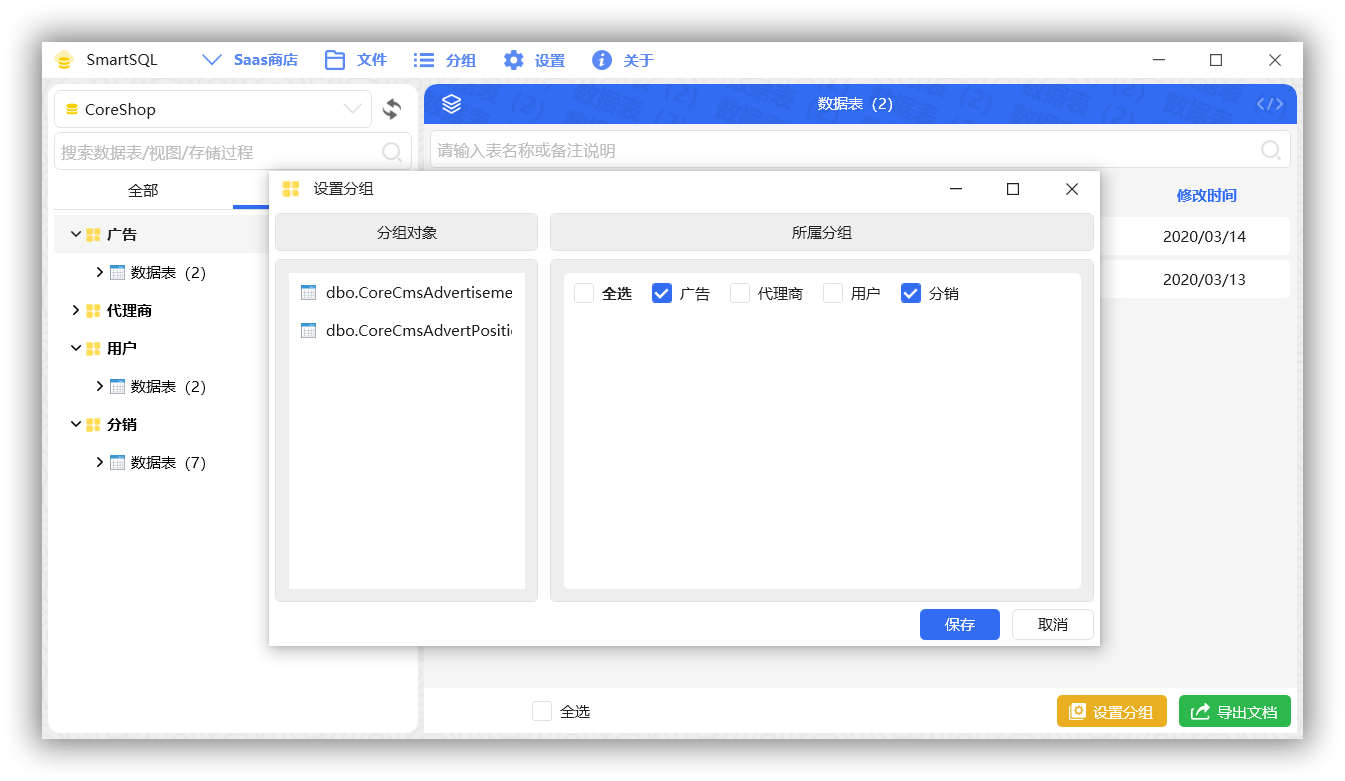 SmartSQL
Saas商店
文件
分组
设置
关于
CoreShop
搜索数据表/视图/存储过程
全部
广告
数据表 (2)
代理商
用户
数据表 (2)
分销
数据表 (7)
数据表 (2)
请输入表名称或备注说明
修改时间
2020/03/14
2020/03/13
设置分组
分组对象
所属分组
dbo.CoreCmsAdvertiseme
dbo.CoreCmsAdvertPositi
全选
广告
代理商
用户
分销
保存
取消
全选
设置分组
导出文档